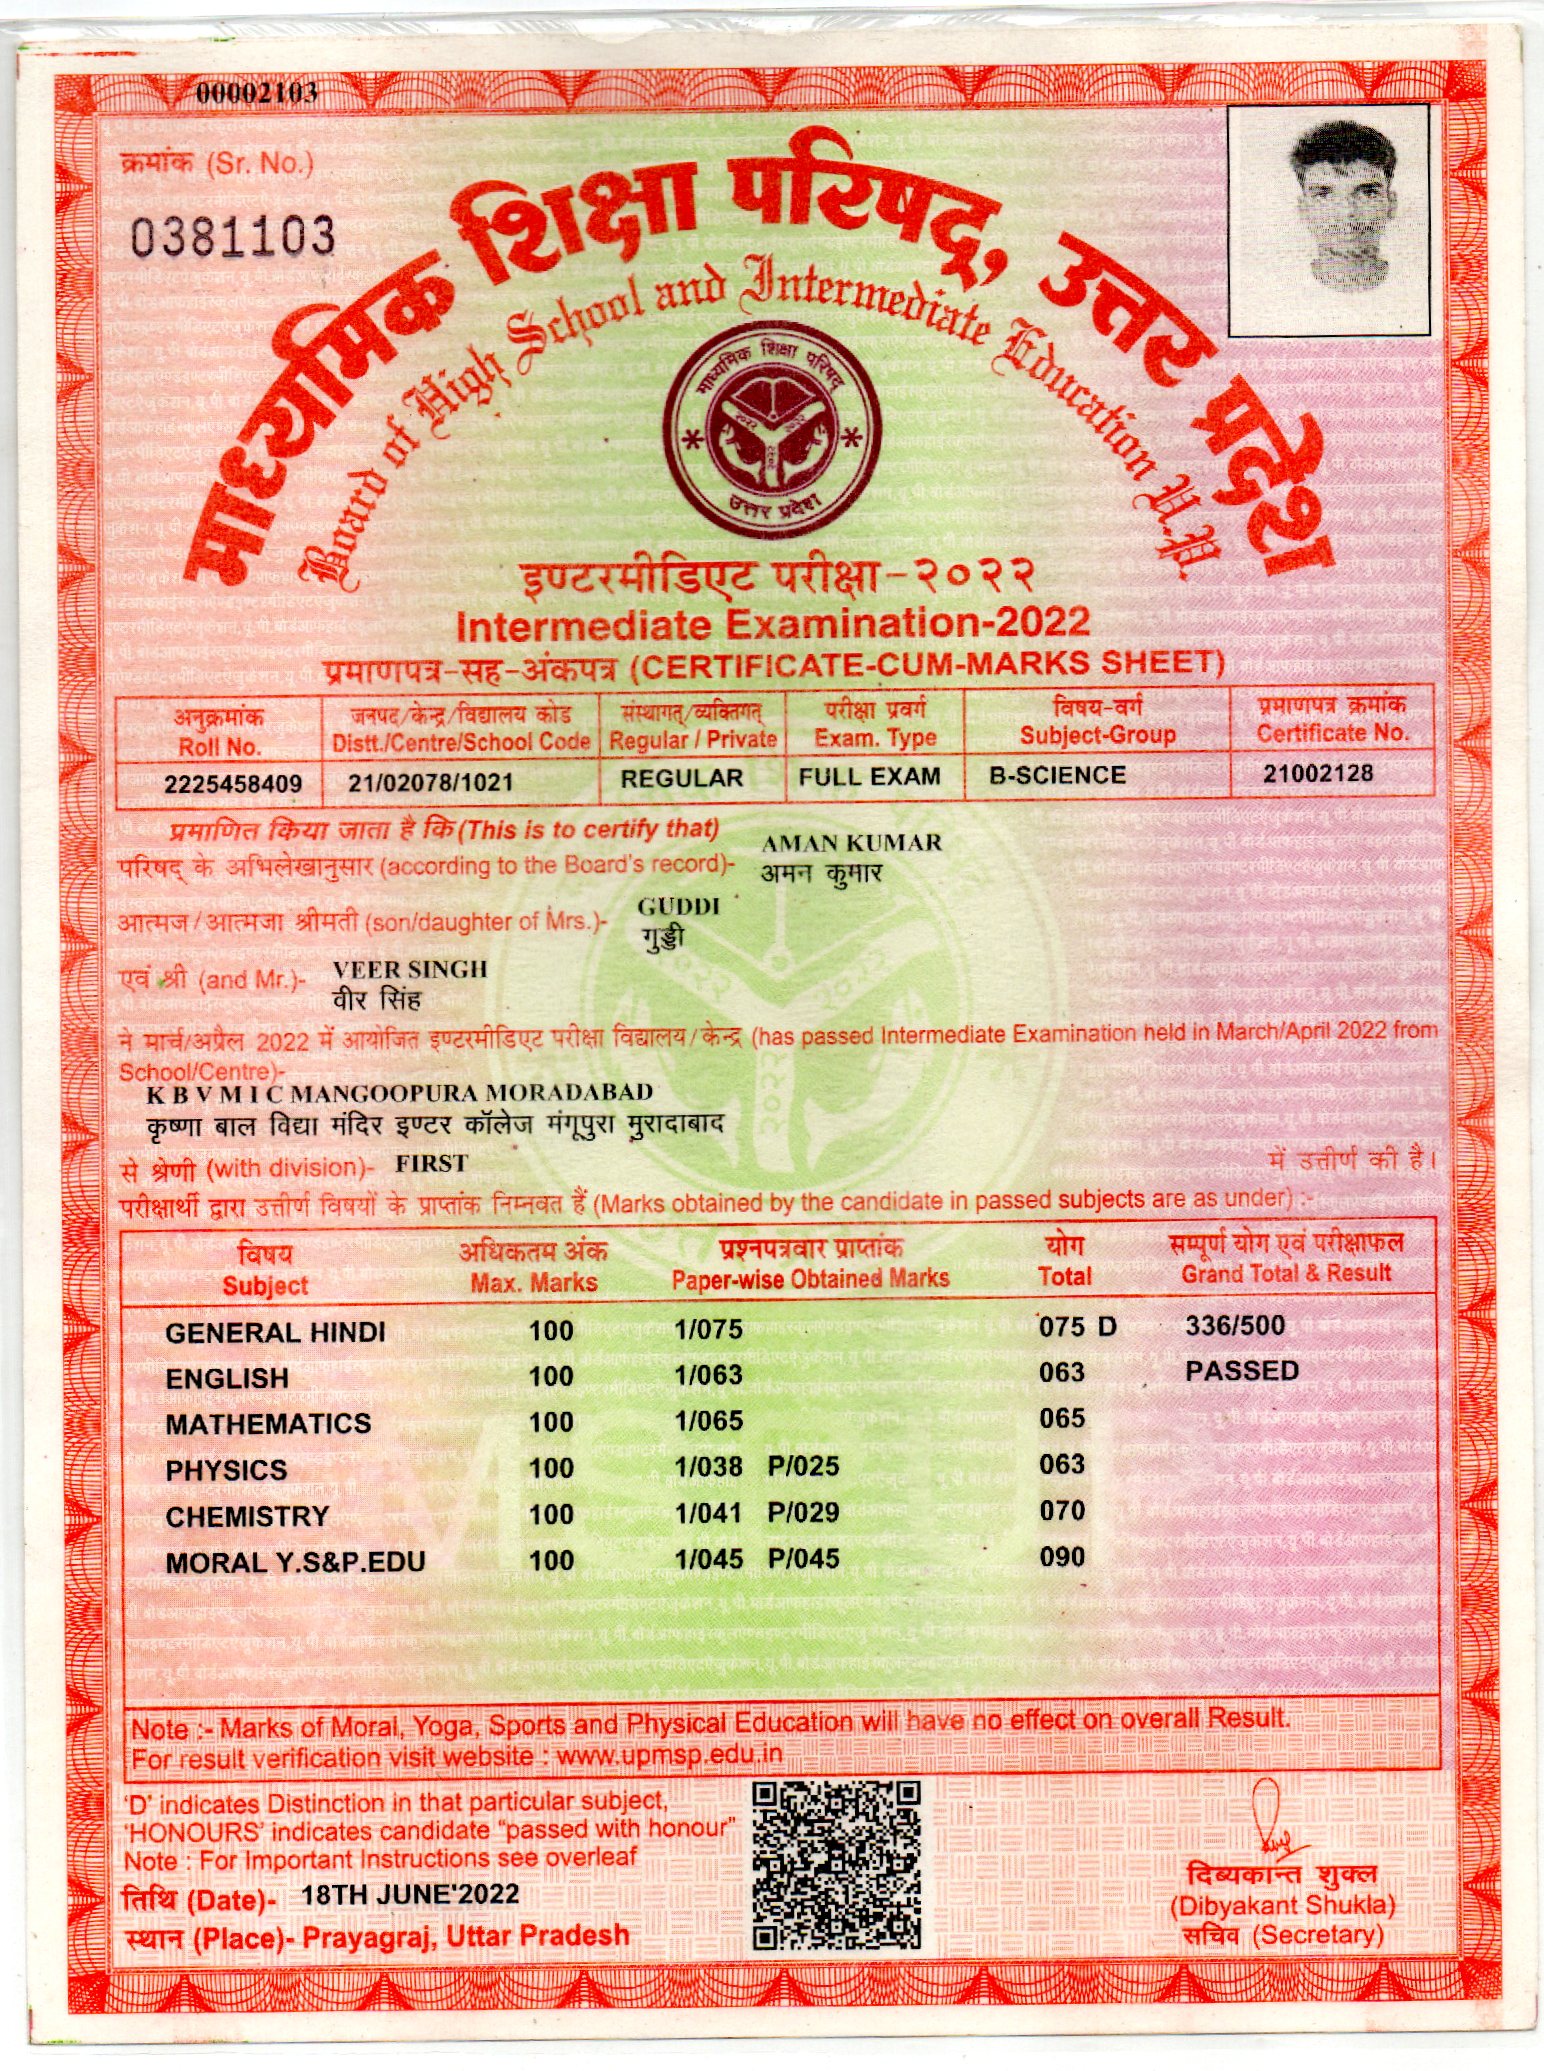 00002103
क्रमांक (Sr. No.)
0381103
माध्यमिक शिक्षा परिषद्, उत्तर प्रदेश
Board of High School and Intermediate Education U.P.
माध्यमिक शिक्षा परिषद
२०२२ २०२२
२०२२
उत्तर प्रदेश
इण्टरमीडिएट परीक्षा-२०२२
Intermediate Examination-2022
प्रमाणपत्र-सह-अंकपत्र (CERTIFICATE-CUM-MARKS SHEET)
अनुक्रमांक जनपद/केन्द्र/विद्यालय कोड संस्थागत्/व्यक्तिगत् परीक्षा प्रवर्ग विषय-वर्ग प्रमाणपत्र क्रमांक
Roll No. Distt./Centre/School Code Regular / Private Exam. Type Subject-Group Certificate No.
2225458409 21/02078/1021 REGULAR FULL EXAM B-SCIENCE 21002128
प्रमाणित किया जाता है कि (This is to certify that)
AMAN KUMAR
परिषद् के अभिलेखानुसार (according to the Board's record)- अमन कुमार
GUDDI
आत्मज/आत्मजा श्रीमती (son/daughter of Mrs.)- गुड्डी
एवं श्री (and Mr.)- VEER SINGH
वीर सिंह
ने मार्च/अप्रैल 2022 में आयोजित इण्टरमीडिएट परीक्षा विद्यालय/केन्द्र (has passed Intermediate Examination held in March/April 2022 from
School/Centre)-
K B V M I C MANGOOPURA MORADABAD
कृष्णा बाल विद्या मंदिर इण्टर कॉलेज मंगूपुरा मुरादाबाद
से श्रेणी (with division)- FIRST में उत्तीर्ण की है।
परीक्षार्थी द्वारा उत्तीर्ण विषयों के प्राप्तांक निम्नवत हैं (Marks obtained by the candidate in passed subjects are as under) :-
विषय अधिकतम अंक प्रश्नपत्रवार प्राप्तांक योग सम्पूर्ण योग एवं परीक्षाफल
Subject Max. Marks Paper-wise Obtained Marks Total Grand Total & Result
GENERAL HINDI 100 1/075 075 D 336/500
ENGLISH 100 1/063 063 PASSED
MATHEMATICS 100 1/065 065
PHYSICS 100 1/038 P/025 063
CHEMISTRY 100 1/041 P/029 070
MORAL Y.S&P.EDU 100 1/045 P/045 090
Note :- Marks of Moral, Yoga, Sports and Physical Education will have no effect on overall Result.
For result verification visit website : www.upmsp.edu.in
'D' indicates Distinction in that particular subject,
'HONOURS' indicates candidate "passed with honour"
Note : For Important Instructions see overleaf
तिथि (Date)- 18TH JUNE'2022
स्थान (Place)- Prayagraj, Uttar Pradesh
दिब्यकान्त शुक्ल
(Dibyakant Shukla)
सचिव (Secretary)